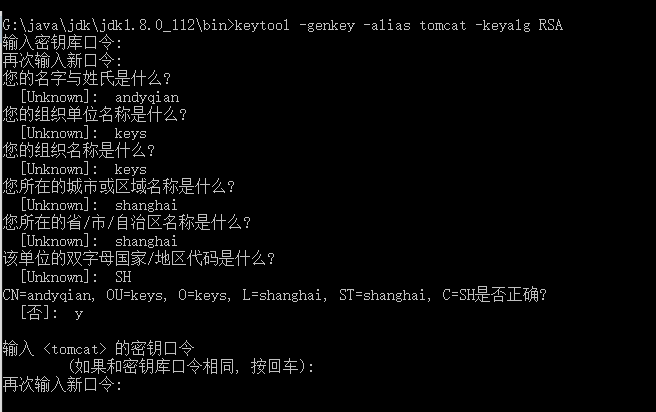 G:\java\jdk\jdk1.8.0_112\bin>keytool -genkey -alias tomcat -keyalg RSA
输入密钥库口令:
再次输入新口令:
您的名字与姓氏是什么?
[Unknown]:  andyqian
您的组织单位名称是什么?
[Unknown]:  keys
您的组织名称是什么?
[Unknown]:  keys
您所在的城市或区域名称是什么?
[Unknown]:  shanghai
您所在的省/市/自治区名称是什么?
[Unknown]:  shanghai
该单位的双字母国家/地区代码是什么?
[Unknown]:  SH
CN=andyqian, OU=keys, O=keys, L=shanghai, ST=shanghai, C=SH是否正确?
[否]:  y
输入 <tomcat> 的密钥口令
(如果和密钥库口令相同, 按回车):
再次输入新口令: